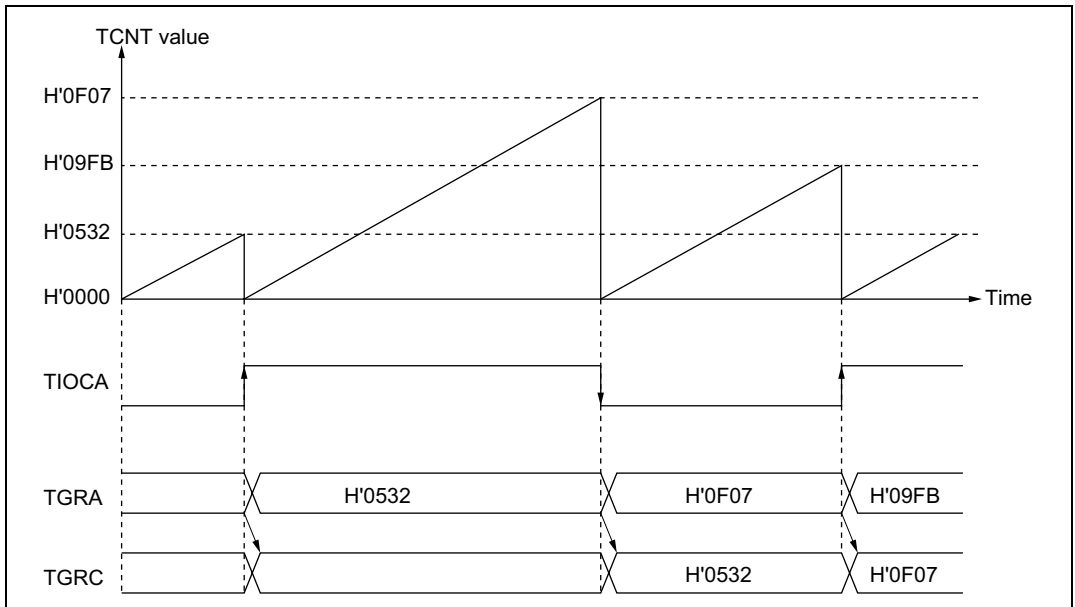 TCNT value
H'0F07
H'09FB
H'0532
H'0000
Time
TIOCA
TGRA H'0532 H'0F07 H'09FB
TGRC H'0532 H'0F07